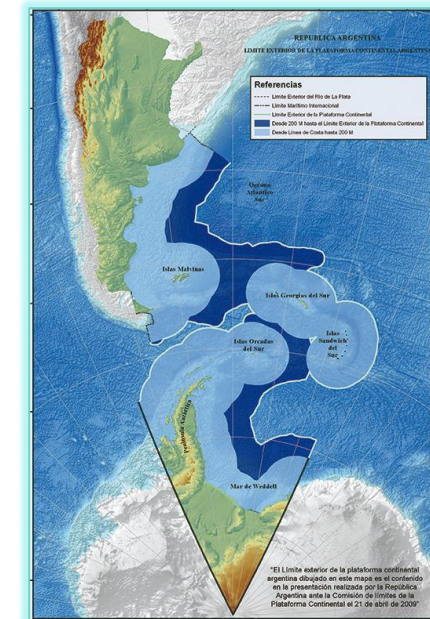 REPUBLICA ARGENTINA
LIMITE EXTERIOR DE LA PLATAFORMA CONTINENTAL ARGENTINA
Referencias
Límite Exterior del Río de La Plata
Límite Marítimo Internacional
Límite Exterior de la Plataforma Continental
Desde 200 M hasta el Límite Exterior de la Plataforma Continental
Desde Línea de Costa hasta 200 M
Océano
Atlántico
Sur
Islas Malvinas
Islas Georgias del Sur
Islas
Sandwich
del
Sur
Islas Orcadas
del Sur
Península Antártica
Mar de Weddell
"El Límite exterior de la plataforma continental
argentina dibujado en este mapa es el contenido
en la presentación realizada por la República
Argentina ante la Comisión de límites de la
Plataforma Continental el 21 de abril de 2009"